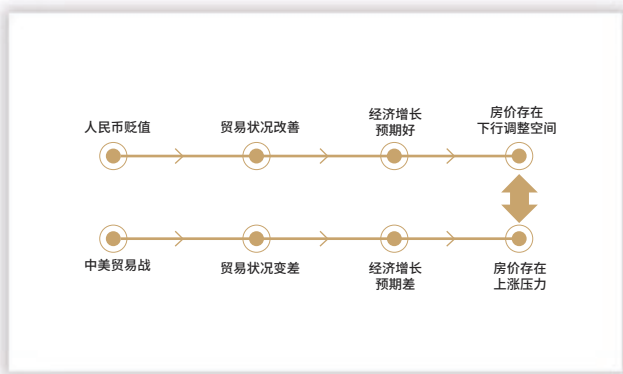 人民币贬值
贸易状况改善
经济增长
预期好
房价存在
下行调整空间
中美贸易战
贸易状况变差
经济增长
预期差
房价存在
上涨压力